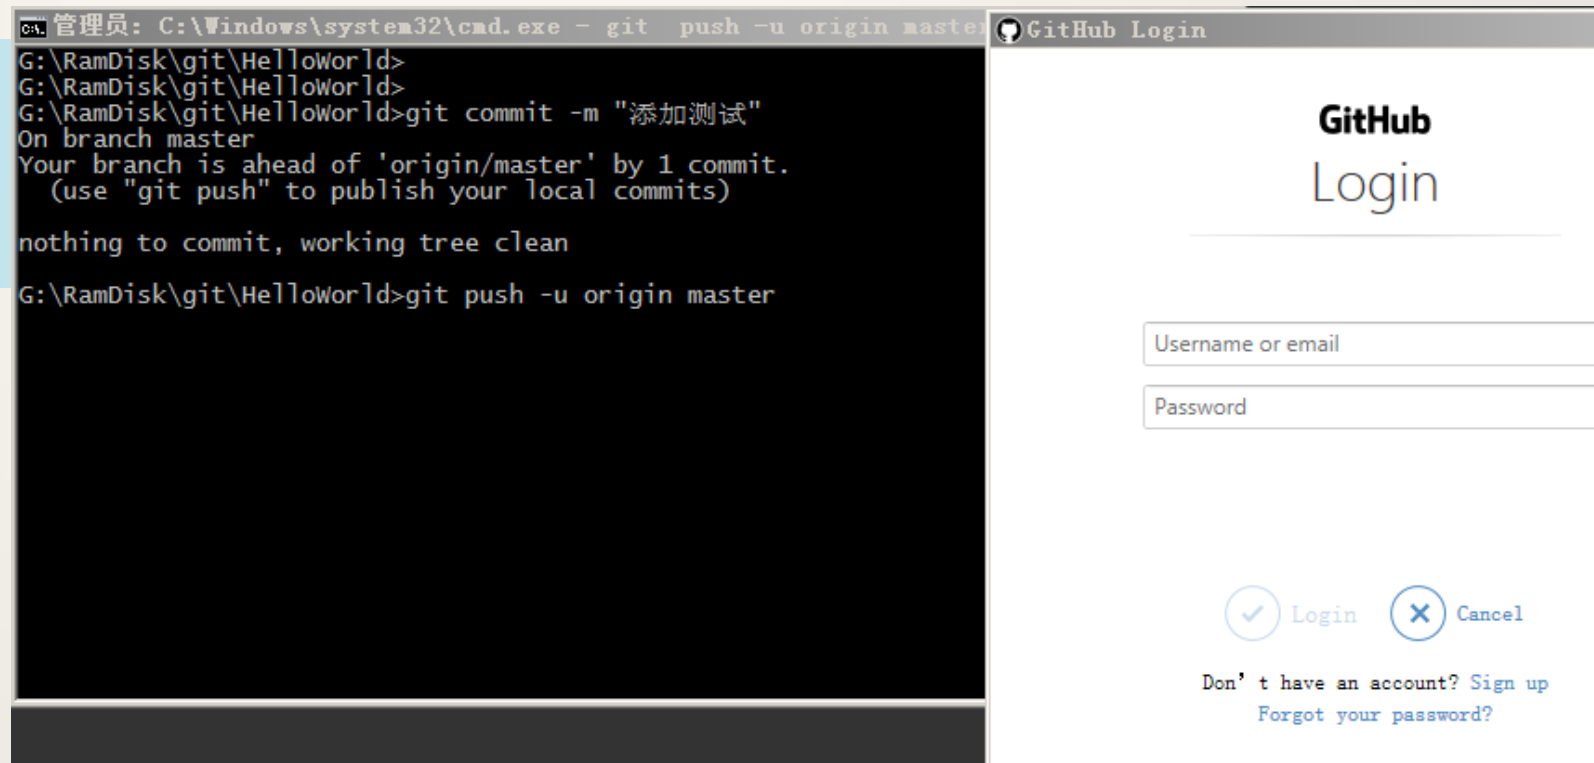 管理员: C:\Windows\system32\cmd.exe - git  push -u origin master
G:\RamDisk\git\HelloWorld>
G:\RamDisk\git\HelloWorld>
G:\RamDisk\git\HelloWorld>git commit -m "添加测试"
On branch master
Your branch is ahead of 'origin/master' by 1 commit.
  (use "git push" to publish your local commits)
nothing to commit, working tree clean
G:\RamDisk\git\HelloWorld>git push -u origin master
GitHub Login
GitHub
Login
Username or email
Password
Login
Cancel
Don't have an account? Sign up
Forgot your password?